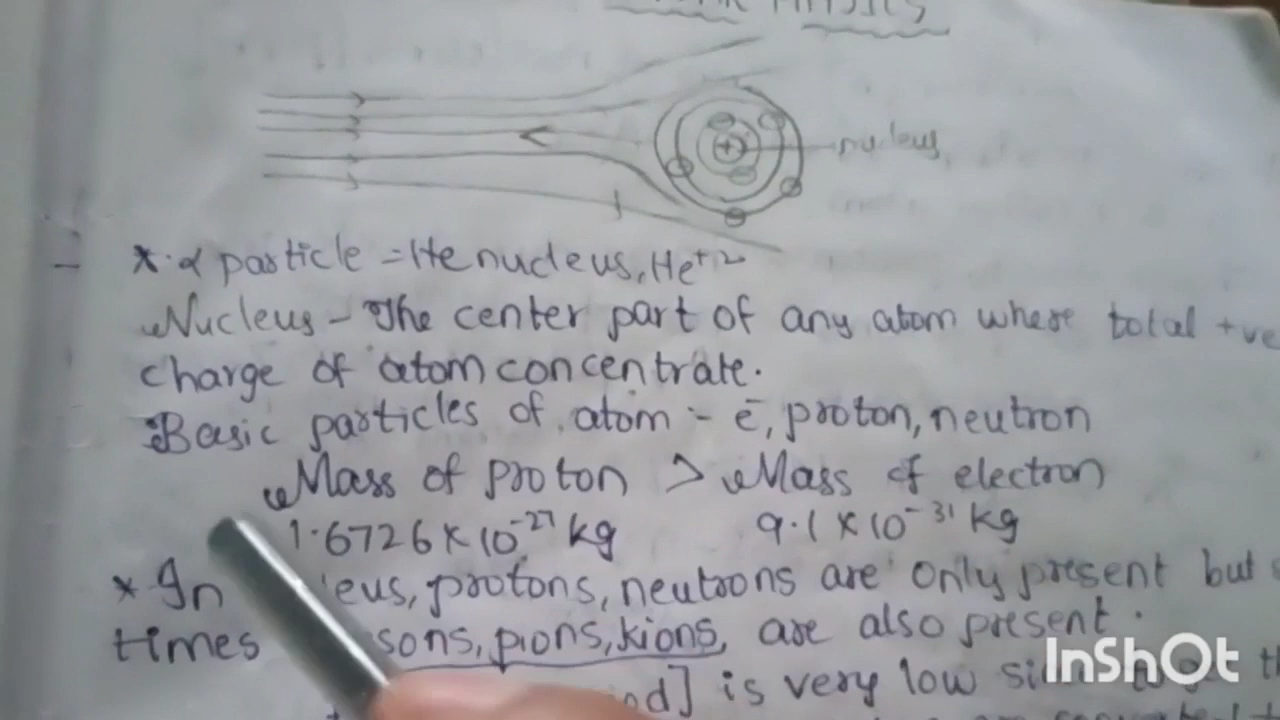 PHYSICS
nucleus
* α particle = He nucleus, He+2
Nucleus - The center part of any atom where total +ve
charge of atom concentrate.
Basic particles of atom :- e̅, proton, neutron
Mass of proton > Mass of electron
1.6726 × 10-27 kg 9.1 × 10-31 kg
* In eus, protons, neutrons are only present but
times sons, pions, kions, are also present.
od] is very low
InShOt